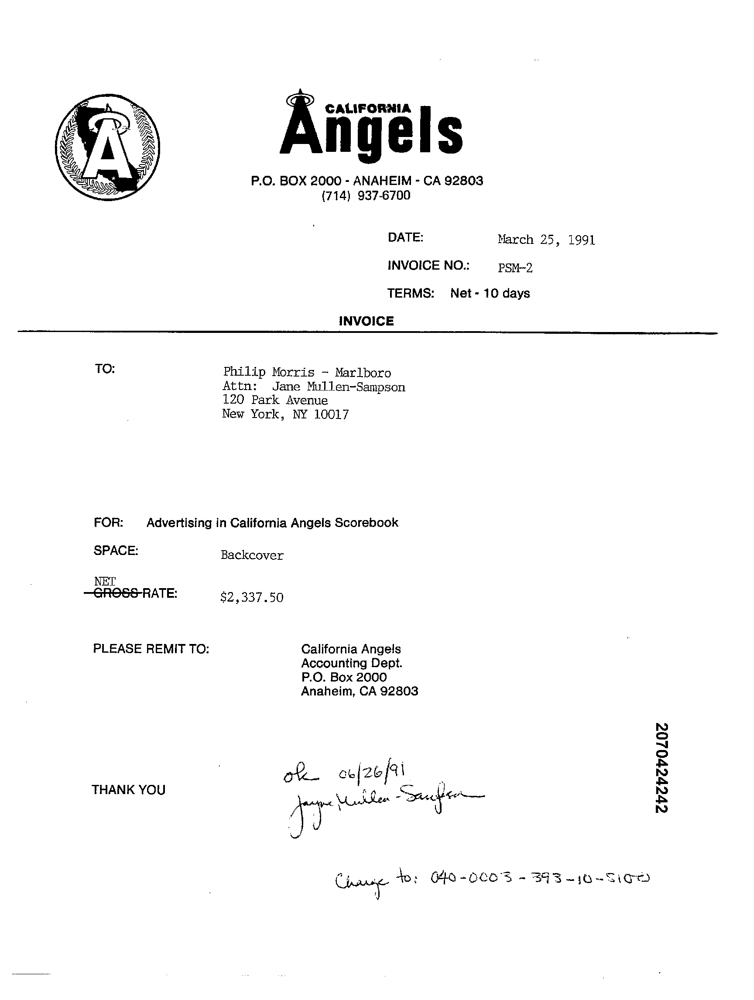 A
CALIFORNIA
Angels
P.O. BOX 2000 - ANAHEIM - CA 92803
(714) 937-6700
DATE: March 25, 1991
INVOICE NO.: PSM-2
TERMS: Net - 10 days
INVOICE
TO: Philip Morris - Marlboro
Attn: Jane Mullen-Sampson
120 Park Avenue
New York, NY 10017
FOR: Advertising in California Angels Scorebook
SPACE: Backcover
NET
GROSS RATE: $2,337.50
PLEASE REMIT TO: California Angels
Accounting Dept.
P.O. Box 2000
Anaheim, CA 92803
2070424242
ok 06/26/91
THANK YOU
Jayne Mullen-Sampson
Charge to: 040-0003-393-10-5100